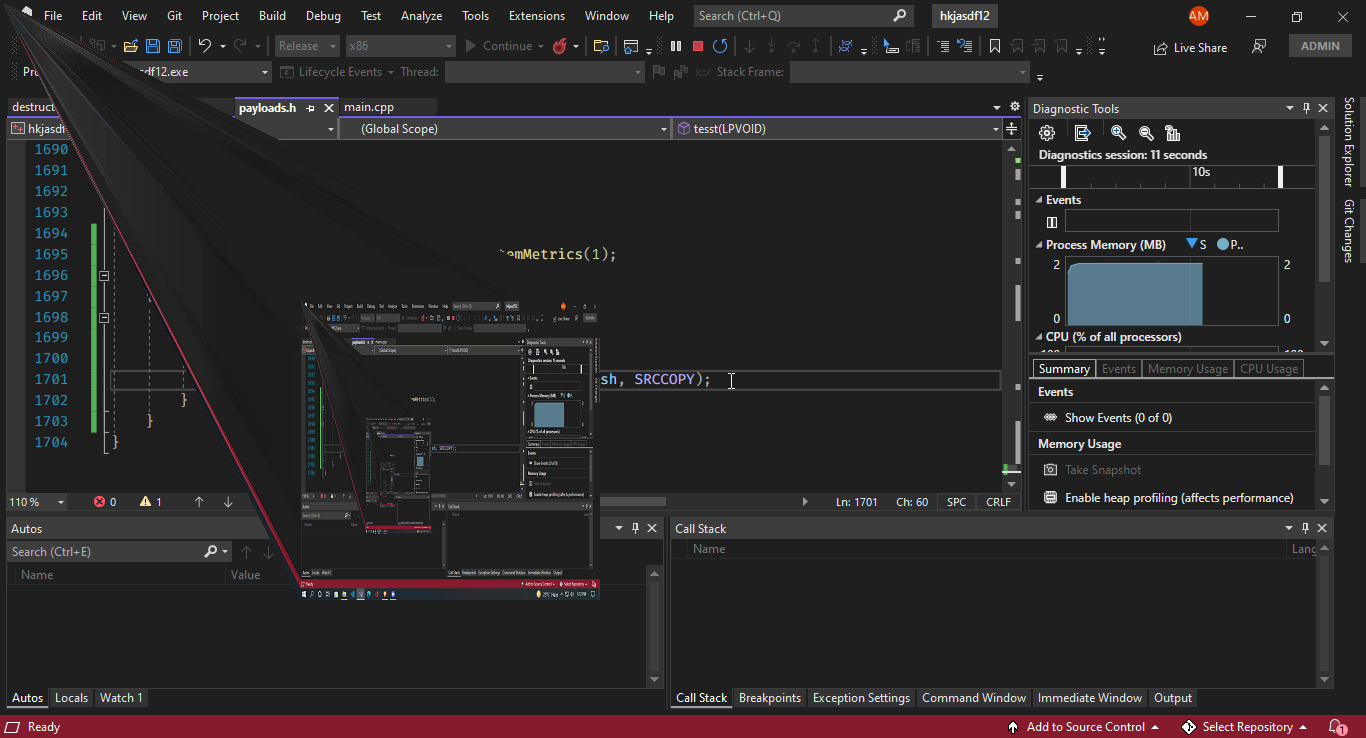 File Edit View Git Project Build Debug Test Analyze Tools Extensions Window Help Search (Ctrl+Q) hkjasdf12 AM
Release x86 Continue Live Share ADMIN
df12.exe Lifecycle Events Thread: Stack Frame:
destruct payloads.h main.cpp Diagnostic Tools
(Global Scope) tesst(LPVOID)
Solution Explorer
Git Changes
Diagnostics session: 11 seconds
10s
Events
Process Memory (MB) S P..
2 2
0 0
CPU (% of all processors)
Summary Events Memory Usage CPU Usage
Events
Show Events (0 of 0)
Memory Usage
Take Snapshot
Enable heap profiling (affects performance)
1690
1691
1692
1693
1694
1695 emMetrics(1);
1696
1697
1698
1699
1700
1701 sh, SRCCOPY);
1702 }
1703 }
1704 }
110 % 0 1 Ln: 1701 Ch: 60 SPC CRLF
Autos
Search (Ctrl+E)
Name Value
Call Stack
Name Lang
Autos Locals Watch 1
Call Stack Breakpoints Exception Settings Command Window Immediate Window Output
Ready Add to Source Control Select Repository 1